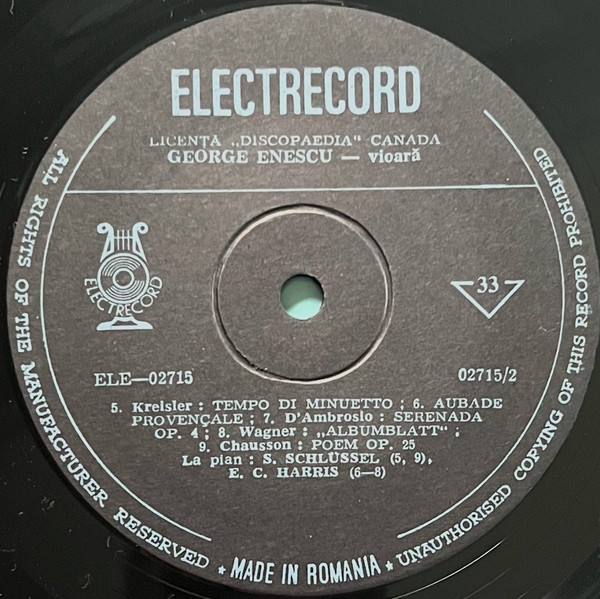 ELECTRECORD
LICENȚA „DISCOPAEDIA“ CANADA
GEORGE ENESCU — vioară
ELECTRECORD
33
ELE—02715
02715/2
5. Kreisler : TEMPO DI MINUETTO ; 6. AUBADE
PROVENÇALE ; 7. D'Ambrosio : SERENADA
OP. 4 ; 8. Wagner : „ALBUMBLATT“ ;
9. Chausson : POEM OP. 25
La pian : S. SCHLÜSSEL (5, 9),
E. C. HARRIS (6—8)
ALL RIGHTS OF THE MANUFACTURER RESERVED * MADE IN ROMANIA * UNAUTHORISED COPYING OF THIS RECORD PROHIBITED